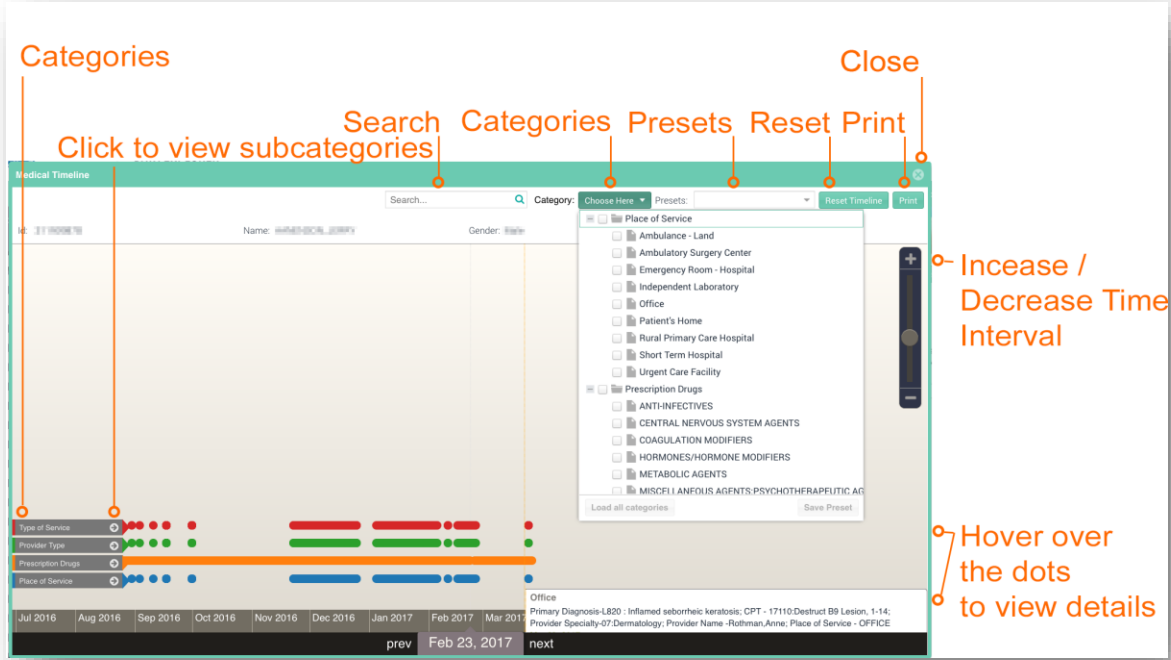 Categories
Close
Search Categories Presets Reset Print
Click to view subcategories
Medical Timeline
Search... Category: Choose Here Presets: Reset Timeline Print
Id: Name: Gender:
Place of Service
Ambulance - Land
Ambulatory Surgery Center
Emergency Room - Hospital
Independent Laboratory
Office
Patient's Home
Rural Primary Care Hospital
Short Term Hospital
Urgent Care Facility
Prescription Drugs
ANTI-INFECTIVES
CENTRAL NERVOUS SYSTEM AGENTS
COAGULATION MODIFIERS
HORMONES/HORMONE MODIFIERS
METABOLIC AGENTS
MISCELLANEOUS AGENTS:PSYCHOTHERAPEUTIC AG
Load all categories Save Preset
Incease /
Decrease Time
Interval
Type of Service
Provider Type
Prescription Drugs
Place of Service
Hover over
the dots
to view details
Office
Primary Diagnosis-L820 : Inflamed seborrheic keratosis; CPT - 17110:Destruct B9 Lesion, 1-14;
Provider Specialty-07:Dermatology; Provider Name -Rothman,Anne; Place of Service - OFFICE
Jul 2016 Aug 2016 Sep 2016 Oct 2016 Nov 2016 Dec 2016 Jan 2017 Feb 2017 Mar 2017
prev Feb 23, 2017 next